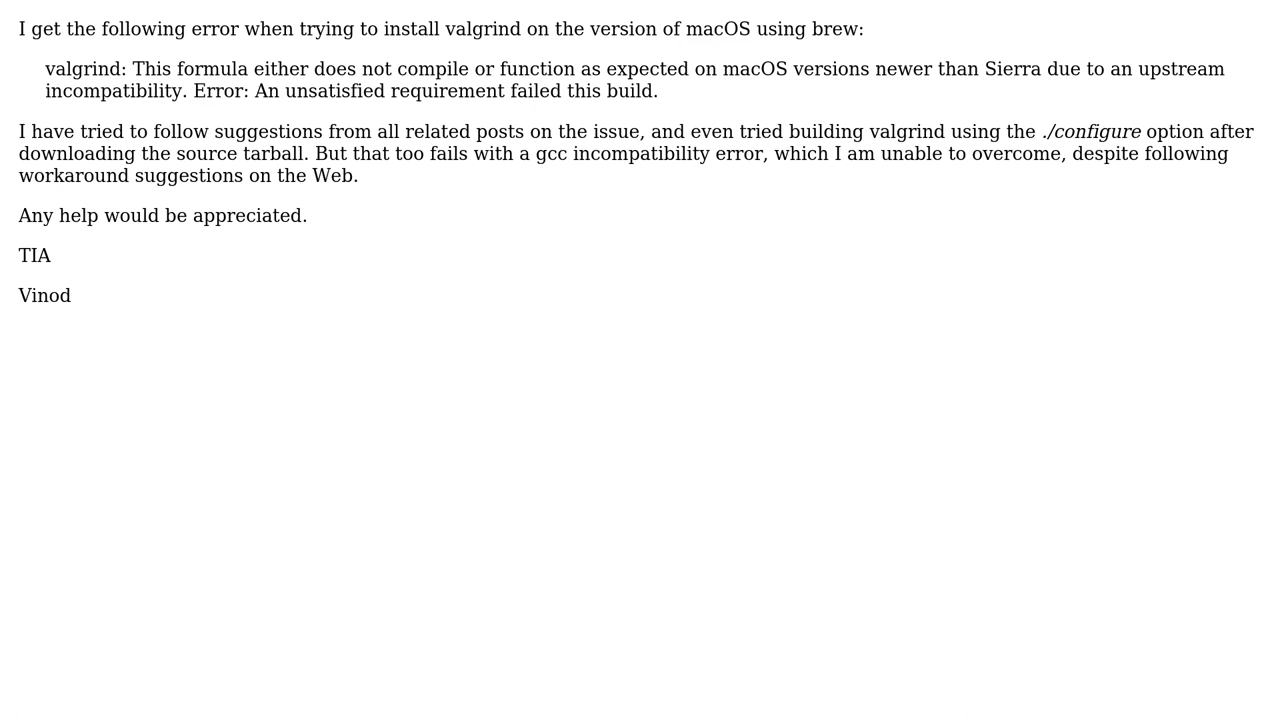 I get the following error when trying to install valgrind on the version of macOS using brew:
valgrind: This formula either does not compile or function as expected on macOS versions newer than Sierra due to an upstream
incompatibility. Error: An unsatisfied requirement failed this build.
I have tried to follow suggestions from all related posts on the issue, and even tried building valgrind using the ./configure option after
downloading the source tarball. But that too fails with a gcc incompatibility error, which I am unable to overcome, despite following
workaround suggestions on the Web.
Any help would be appreciated.
TIA
Vinod